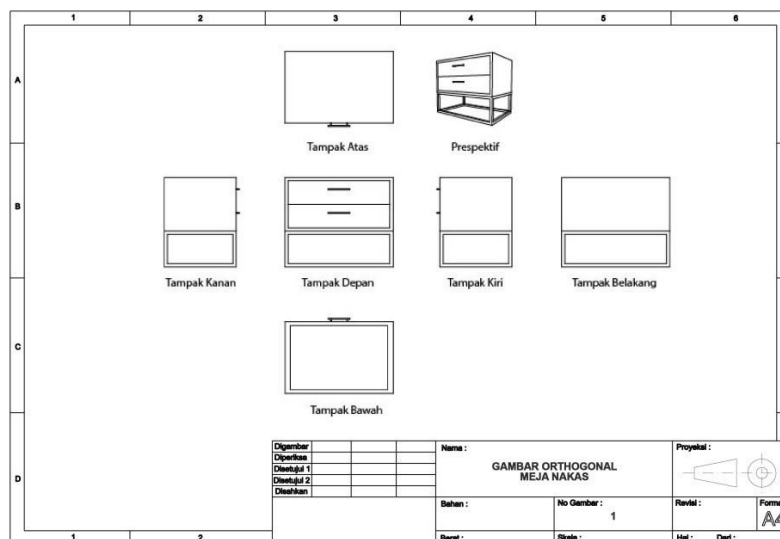 1 2 3 4 5 6
A
Tampak Atas Prespektif
B
Tampak Kanan Tampak Depan Tampak Kiri Tampak Belakang
C
Tampak Bawah
D
Digambar
Diperiksa
Disetujui 1
Disetujui 2
Disahkan
Nama :
GAMBAR ORTHOGONAL
MEJA NAKAS
Proyeksi :
Bahan :
No Gambar :
1
Revisi :
Forma
A4
1 2
Berat :
Skala :
Hal : Dari :